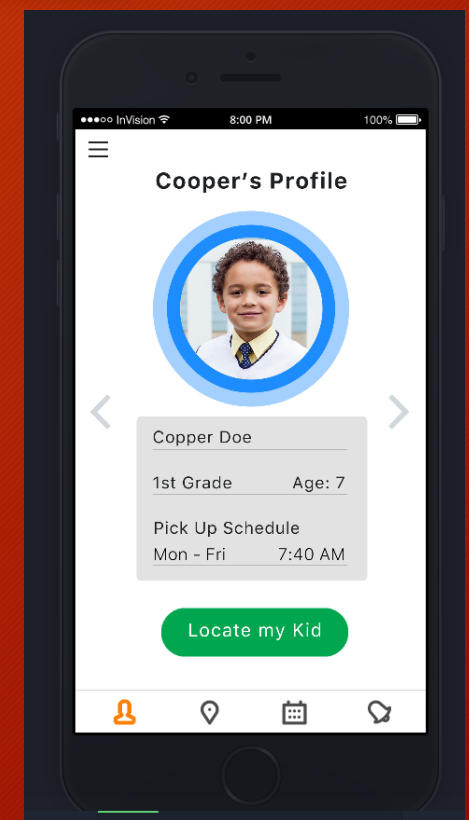 InVision 8:00 PM 100%
Cooper's Profile
Copper Doe
1st Grade Age: 7
Pick Up Schedule
Mon - Fri 7:40 AM
Locate my Kid